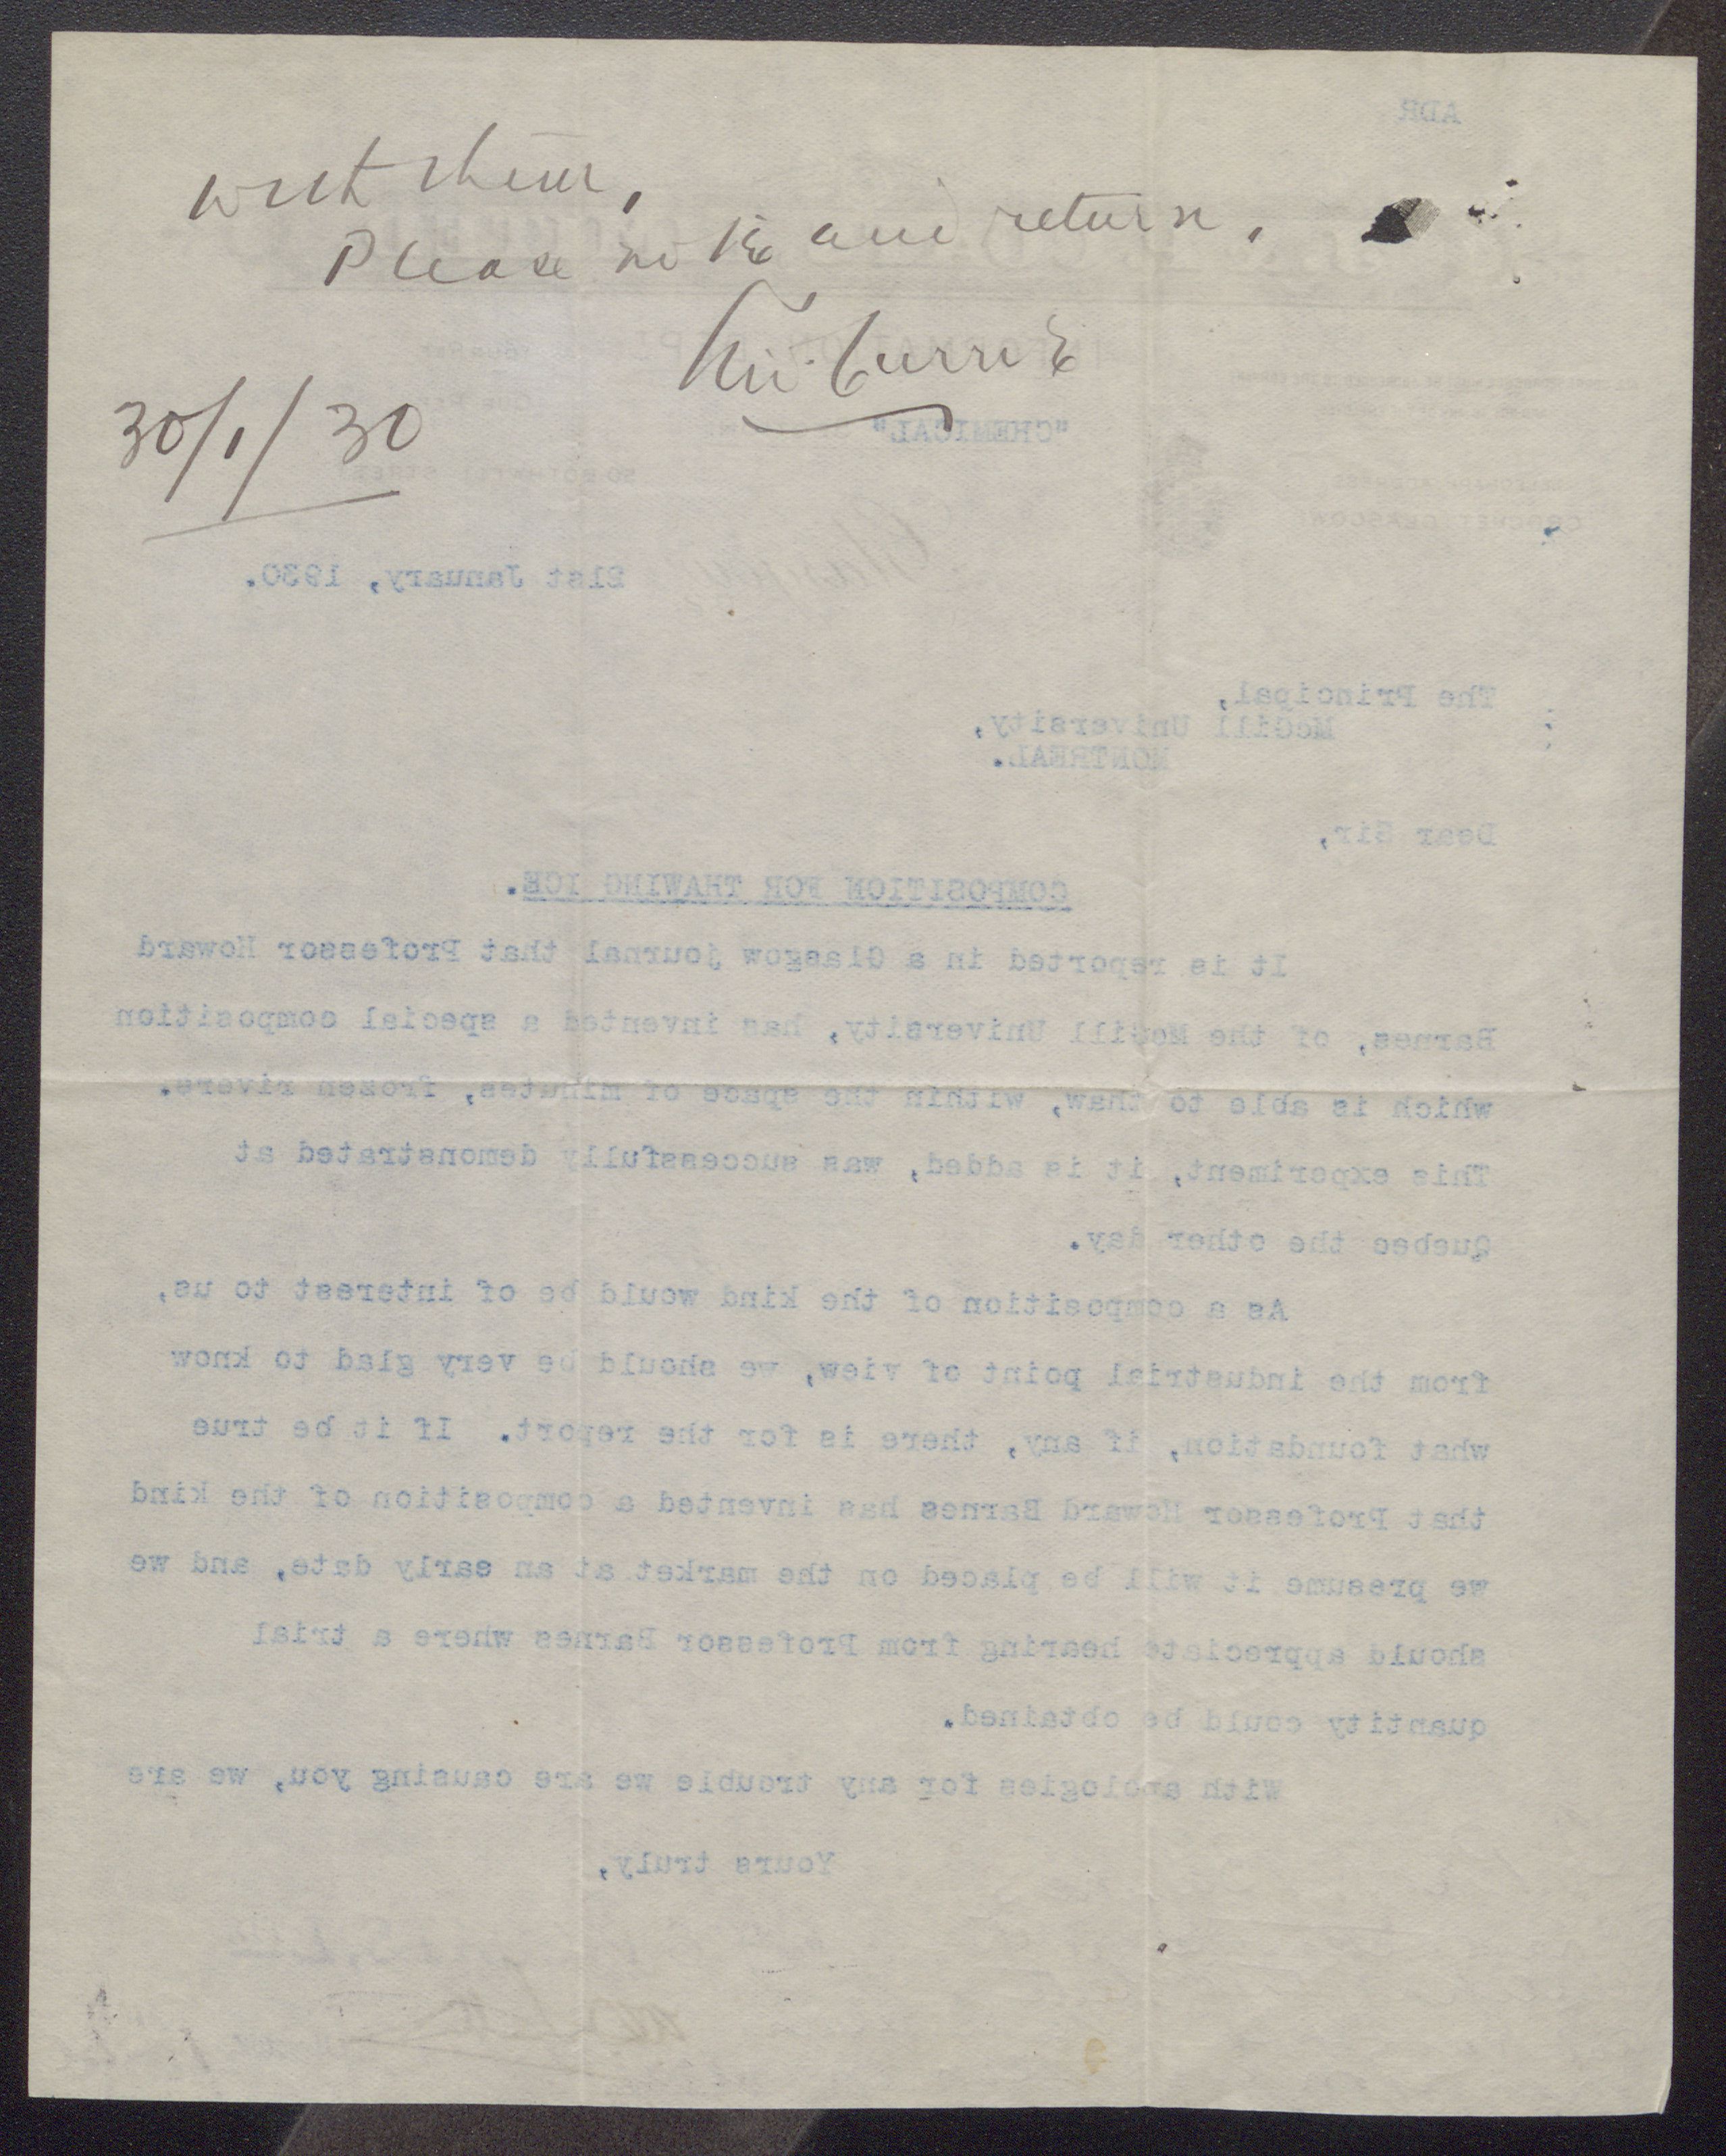 with them.
Please note and return.
Currie
30/1/30
ADR
"CHEMICAL"
21st January, 1930.
The Principal,
McGill University,
MONTREAL.
Dear Sir,
COMPOSITION FOR THAWING ICE.
It is reported in a Glasgow journal that Professor Howard
Barnes, of the McGill University, has invented a special composition
which is able to thaw, within the space of minutes, frozen rivers.
This experiment, it is added, was successfully demonstrated at
Quebec the other day.
As a composition of the kind would be of interest to us,
from the industrial point of view, we should be very glad to know
what foundation, if any, there is for the report. If it be true
that Professor Howard Barnes has invented a composition of the kind
we presume it will be placed on the market at an early date, and we
should appreciate hearing from Professor Barnes where a trial
quantity could be obtained.
With apologies for any trouble we are causing you, we are
Yours truly,